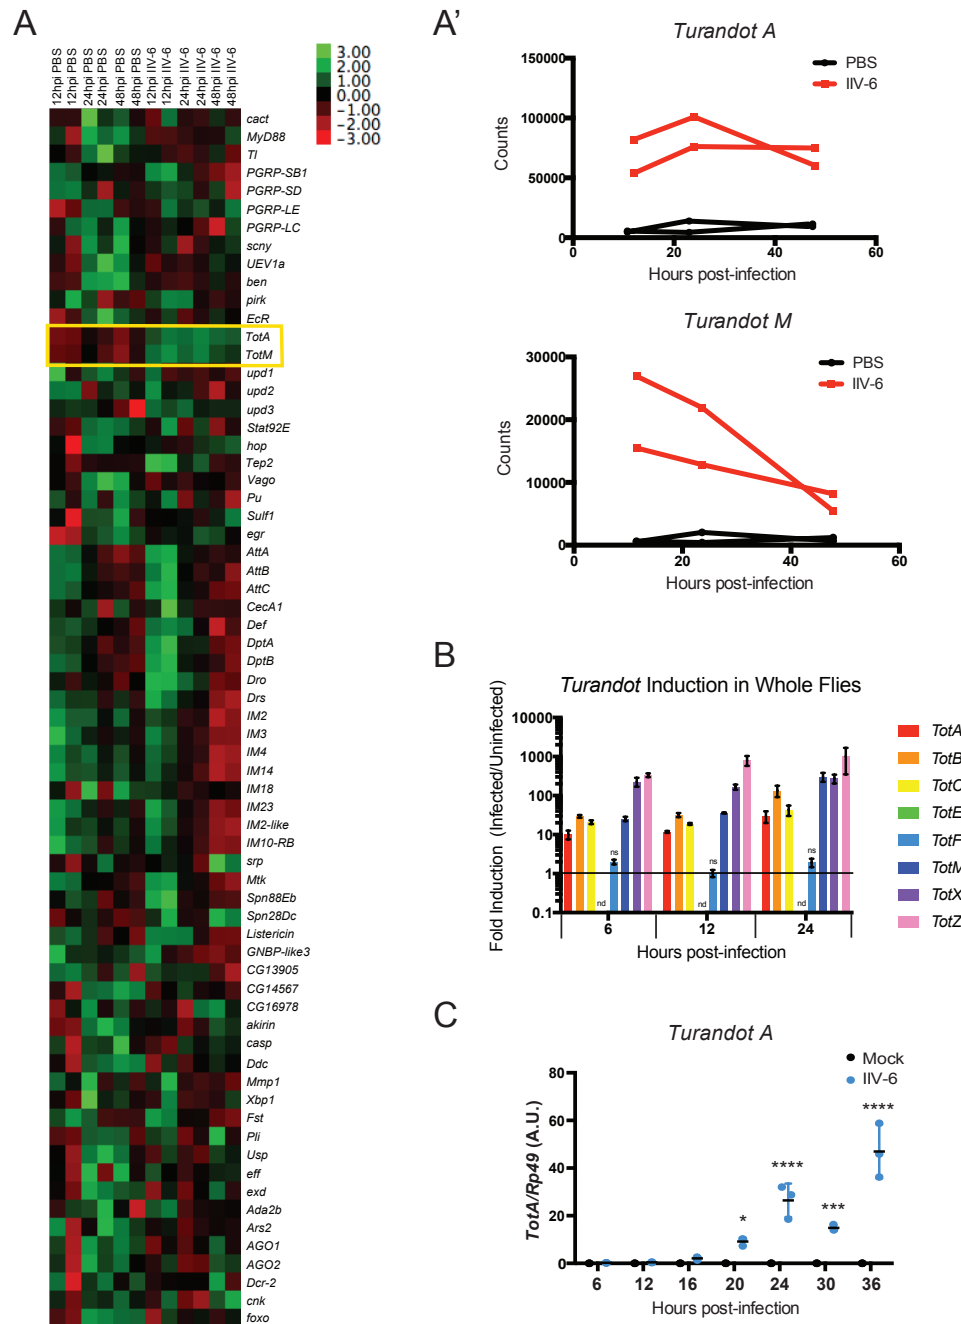 A
12hpi PBS
12hpi PBS
24hpi PBS
24hpi PBS
48hpi PBS
48hpi PBS
12hpi IIV-6
12hpi IIV-6
24hpi IIV-6
24hpi IIV-6
48hpi IIV-6
48hpi IIV-6
3.00
2.00
1.00
0.00
-1.00
-2.00
-3.00
cact
MyD88
Tl
PGRP-SB1
PGRP-SD
PGRP-LE
PGRP-LC
scny
UEV1a
ben
pirk
EcR
TotA
TotM
upd1
upd2
upd3
Stat92E
hop
Tep2
Vago
Pu
Sulf1
egr
AttA
AttB
AttC
CecA1
Def
DptA
DptB
Dro
Drs
IM2
IM3
IM4
IM14
IM18
IM23
IM2-like
IM10-RB
srp
Mtk
Spn88Eb
Spn28Dc
Listericin
GNBP-like3
CG13905
CG14567
CG16978
akirin
casp
Ddc
Mmp1
Xbp1
Fst
Pli
Usp
eff
exd
Ada2b
Ars2
AGO1
AGO2
Dcr-2
cnk
foxo
A'
Turandot A
150000
100000
50000
0
Counts
0 20 40 60
Hours post-infection
PBS
IIV-6
Turandot M
30000
20000
10000
0
Counts
0 20 40 60
Hours post-infection
PBS
IIV-6
B
Turandot Induction in Whole Flies
Fold Induction (Infected/Uninfected)
10000
1000
100
10
1
0.1
nd ns nd ns nd ns
6 12 24
Hours post-infection
TotA
TotB
TotC
TotE
TotF
TotM
TotX
TotZ
C
Turandot A
Mock
IIV-6
TotA/Rp49 (A.U.)
80
60
40
20
0
* **** *** ****
6 12 16 20 24 30 36
Hours post-infection